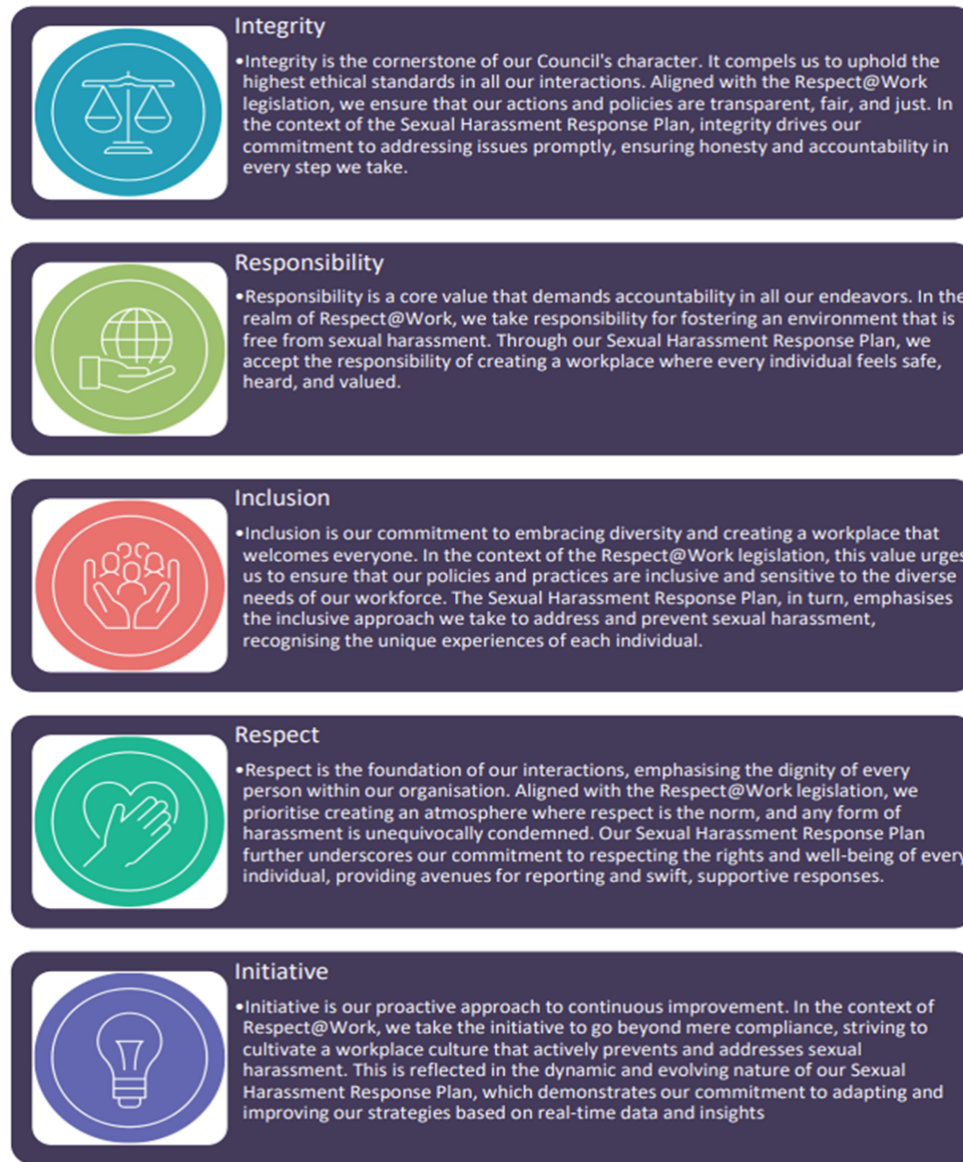 Integrity
•Integrity is the cornerstone of our Council's character. It compels us to uphold the
highest ethical standards in all our interactions. Aligned with the Respect@Work
legislation, we ensure that our actions and policies are transparent, fair, and just. In
the context of the Sexual Harassment Response Plan, integrity drives our
commitment to addressing issues promptly, ensuring honesty and accountability in
every step we take.
Responsibility
•Responsibility is a core value that demands accountability in all our endeavors. In the
realm of Respect@Work, we take responsibility for fostering an environment that is
free from sexual harassment. Through our Sexual Harassment Response Plan, we
accept the responsibility of creating a workplace where every individual feels safe,
heard, and valued.
Inclusion
•Inclusion is our commitment to embracing diversity and creating a workplace that
welcomes everyone. In the context of the Respect@Work legislation, this value urges
us to ensure that our policies and practices are inclusive and sensitive to the diverse
needs of our workforce. The Sexual Harassment Response Plan, in turn, emphasises
the inclusive approach we take to address and prevent sexual harassment,
recognising the unique experiences of each individual.
Respect
•Respect is the foundation of our interactions, emphasising the dignity of every
person within our organisation. Aligned with the Respect@Work legislation, we
prioritise creating an atmosphere where respect is the norm, and any form of
harassment is unequivocally condemned. Our Sexual Harassment Response Plan
further underscores our commitment to respecting the rights and well-being of every
individual, providing avenues for reporting and swift, supportive responses.
Initiative
•Initiative is our proactive approach to continuous improvement. In the context of
Respect@Work, we take the initiative to go beyond mere compliance, striving to
cultivate a workplace culture that actively prevents and addresses sexual
harassment. This is reflected in the dynamic and evolving nature of our Sexual
Harassment Response Plan, which demonstrates our commitment to adapting and
improving our strategies based on real-time data and insights